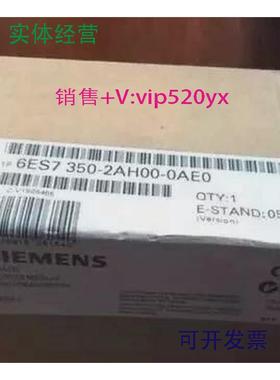 实体经营
销售+V:vip520yx
1P 6ES7 350-2AH00-0AE0
QTY:1
E-STAND:05
(Version)
SIEMENS
可开发票